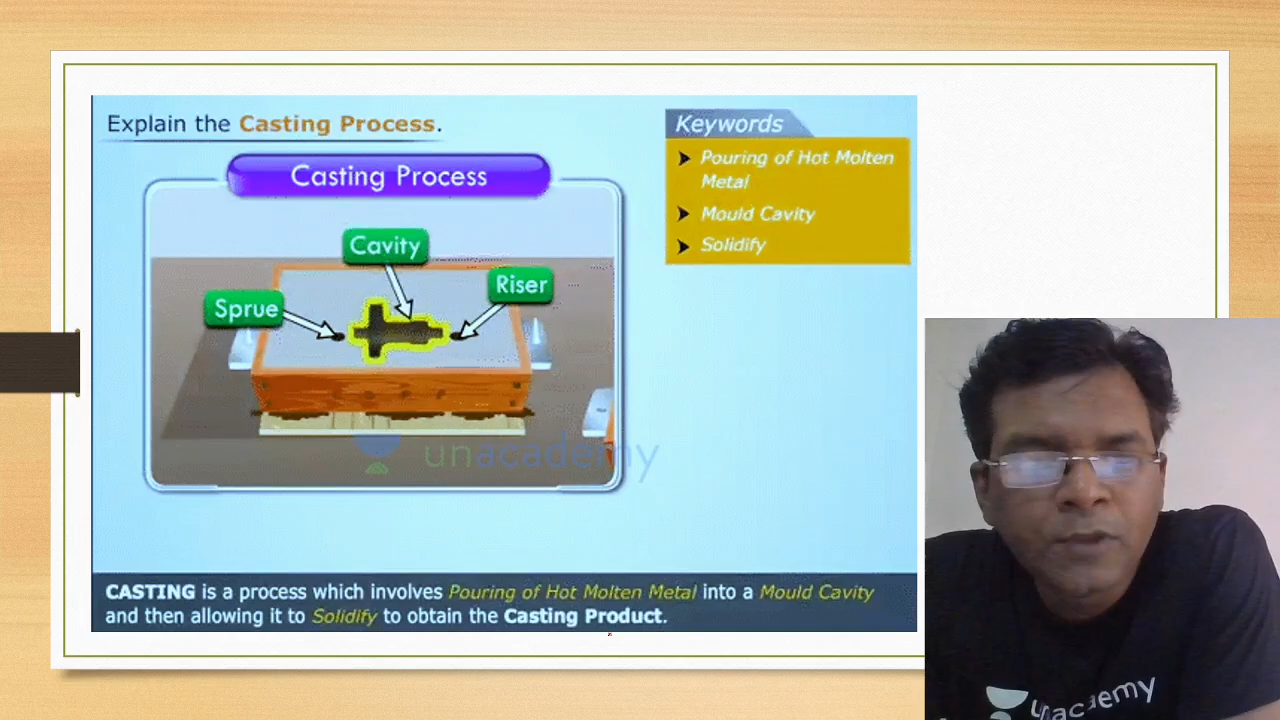 Explain the Casting Process.
Casting Process
Cavity
Riser
Sprue
Keywords
Pouring of Hot Molten
Metal
Mould Cavity
Solidify
unacademy
CASTING is a process which involves Pouring of Hot Molten Metal into a Mould Cavity
and then allowing it to Solidify to obtain the Casting Product.
unacademy